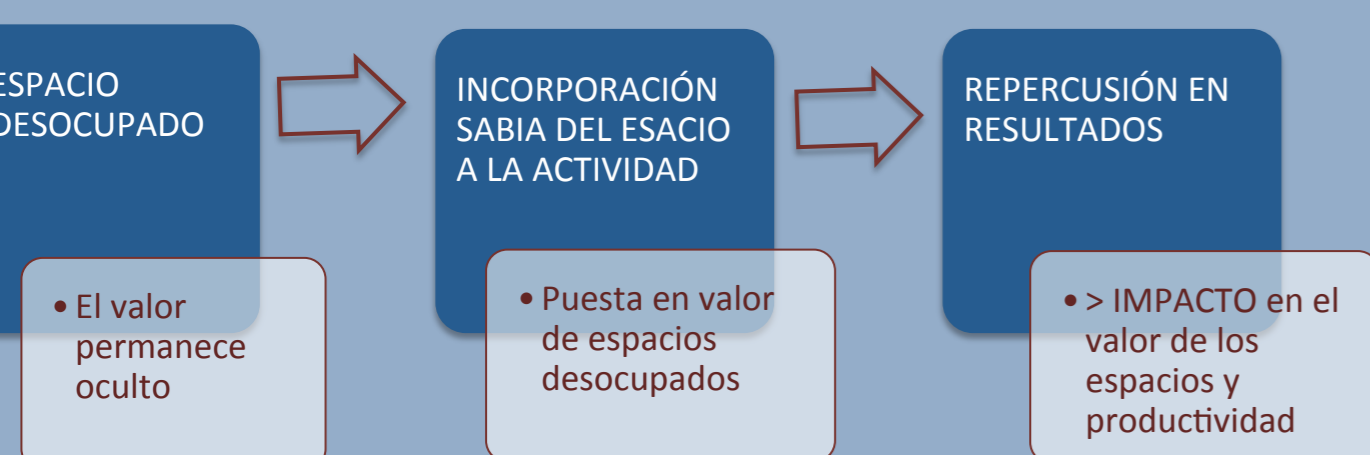 ESPACIO
DESOCUPADO
• El valor
permanece
oculto
INCORPORACIÓN
SABIA DEL ESACIO
A LA ACTIVIDAD
• Puesta en valor
de espacios
desocupados
REPERCUSIÓN EN
RESULTADOS
• > IMPACTO en el
valor de los
espacios y
productividad